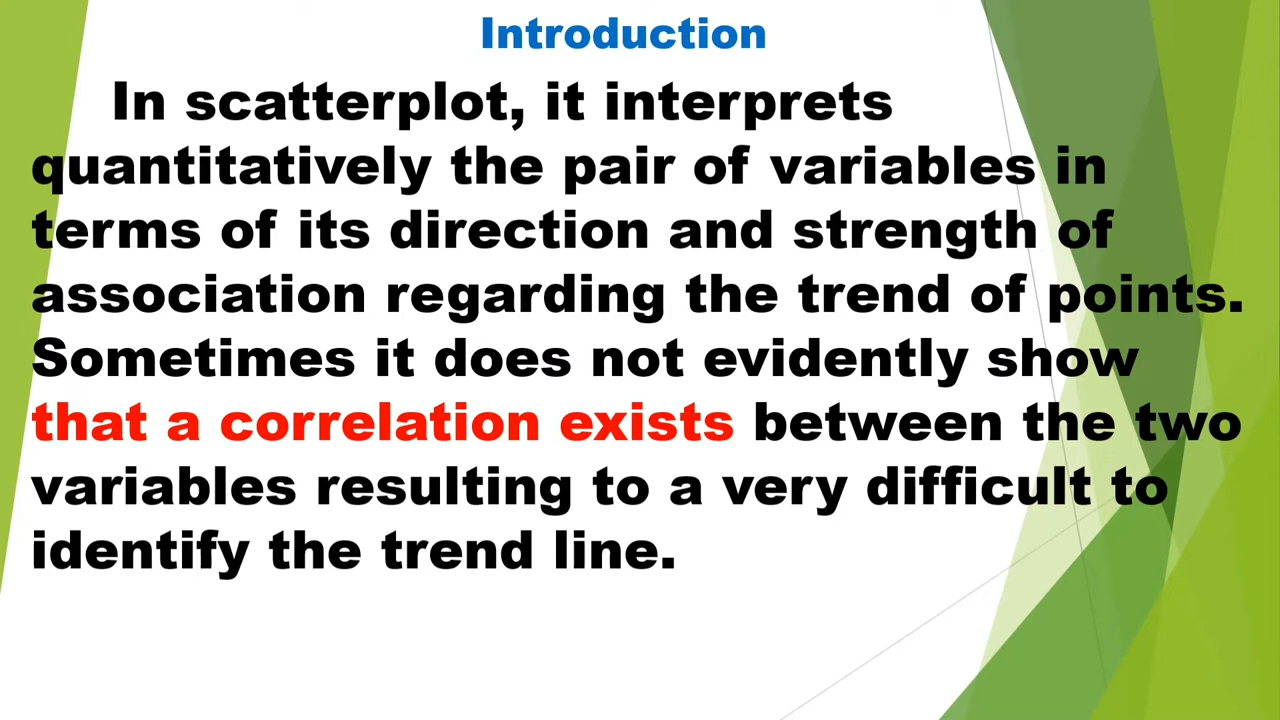 Introduction
In scatterplot, it interprets
quantitatively the pair of variables in
terms of its direction and strength of
association regarding the trend of points.
Sometimes it does not evidently show
that a correlation exists between the two
variables resulting to a very difficult to
identify the trend line.